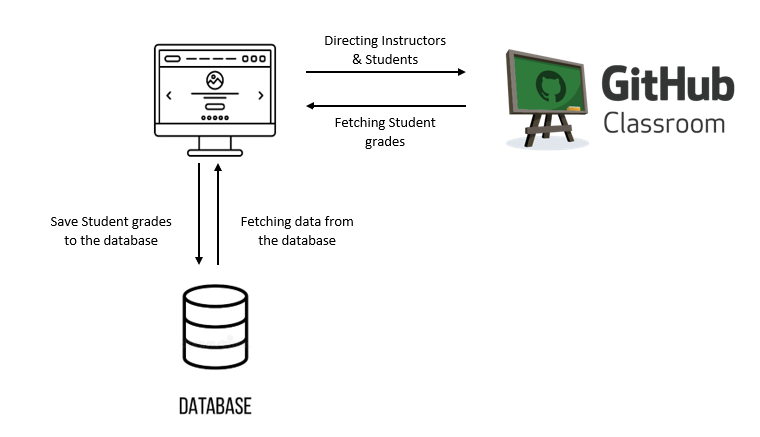 Directing Instructors
& Students
GitHub
Classroom
Fetching Student
grades
Save Student grades
to the database
Fetching data from
the database
DATABASE